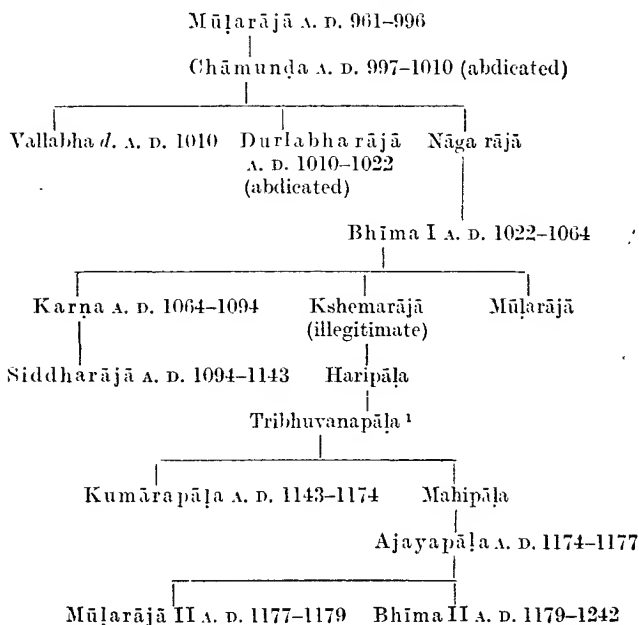 Mūḷarājā A. D. 961–996
Chāmuṇḍa A. D. 997–1010 (abdicated)
Vallabha d. A. D. 1010 Durlabharājā Nāga rājā
A. D. 1010–1022
(abdicated)
Bhīma I A. D. 1022–1064
Karṇa A. D. 1064–1094 Kshemarājā Mūḷarājā
(illegitimate)
Siddharājā A. D. 1094–1143 Haripāḷa
Tribhuvanapāḷa ¹
Kumārapāḷa A. D. 1143–1174 Mahipāḷa
Ajayapāḷa A. D. 1174–1177
Mūḷarājā II A. D. 1177–1179 Bhīma II A. D. 1179–1242